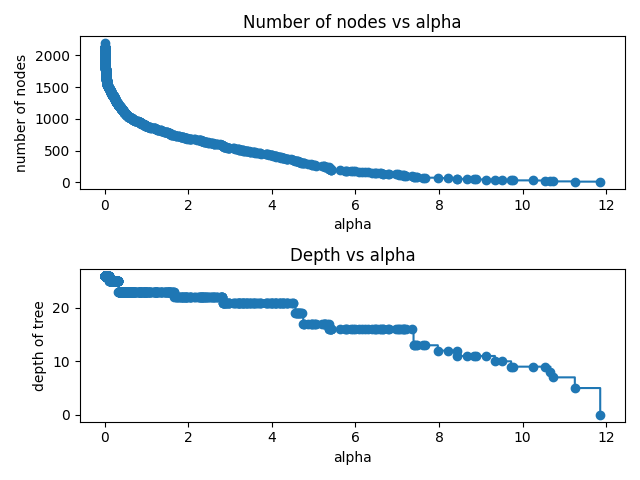 Number of nodes vs alpha
number of nodes
2000
1500
1000
500
0
0 2 4 6 8 10 12
alpha
Depth vs alpha
depth of tree
20
10
0
0 2 4 6 8 10 12
alpha